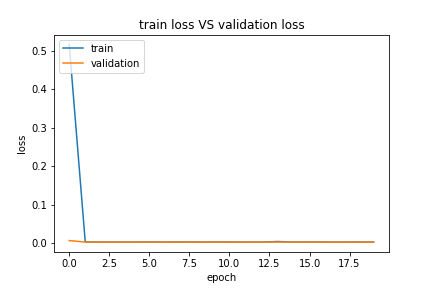 train loss VS validation loss
train
validation
0.5
0.4
0.3
0.2
0.1
0.0
loss
0.0 2.5 5.0 7.5 10.0 12.5 15.0 17.5
epoch